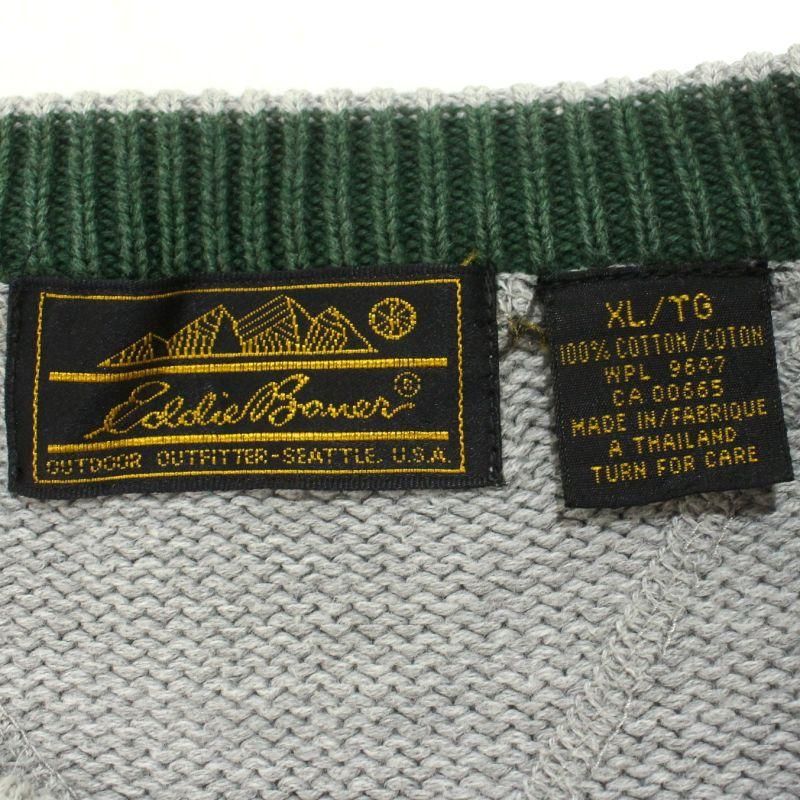 Eddie Bauer®
OUTDOOR OUTFITTER-SEATTLE, U.S.A.
XL/TG
100% COTTON/COTON
WPL 9647
CA 00665
MADE IN/FABRIQUE
A THAILAND
TURN FOR CARE